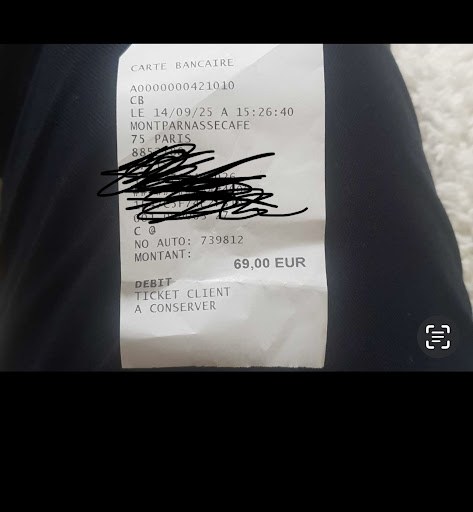 CARTE BANCAIRE
A0000000421010
CB
LE 14/09/25 A 15:26:40
MONTPARNASSECAFE
75 PARIS
C @
NO AUTO: 739812
MONTANT:
69,00 EUR
DEBIT
TICKET CLIENT
A CONSERVER